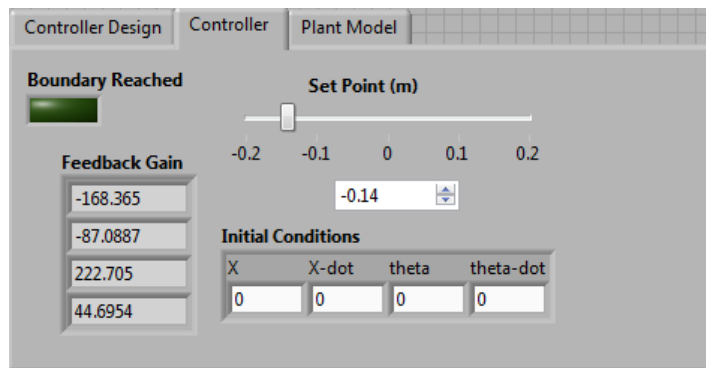 Controller Design Controller Plant Model
Boundary Reached
Set Point (m)
-0.2 -0.1 0 0.1 0.2
-0.14
Feedback Gain
-168.365
-87.0887
222.705
44.6954
Initial Conditions
X X-dot theta theta-dot
0 0 0 0